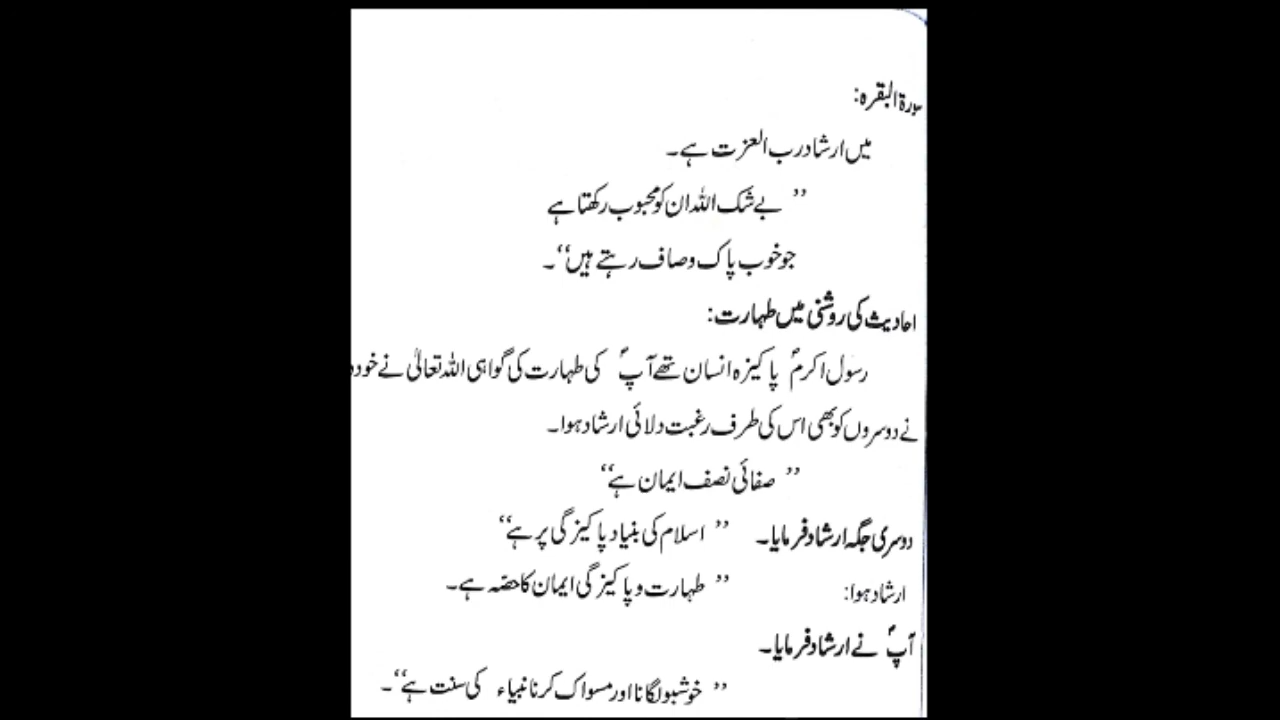 سورۃ البقرہ:
میں ارشاد رب العزت ہے۔
” بے شک اللہ ان کو محبوب رکھتا ہے
جو خوب پاک و صاف رہتے ہیں“۔
احادیث کی روشنی میں طہارت:
رسول اکرمؐ پاکیزہ انسان تھے آپؐ کی طہارت کی گواہی اللہ تعالیٰ نے خود
نے دوسروں کو بھی اس کی طرف رغبت دلائی ارشاد ہوا۔
” صفائی نصف ایمان ہے“
دوسری جگہ ارشاد فرمایا۔ ” اسلام کی بنیاد پاکیزگی پر ہے“
ارشاد ہوا: ” طہارت و پاکیزگی ایمان کا حصّہ ہے۔
آپؐ نے ارشاد فرمایا۔
” خوشبو لگانا اور مسواک کرنا انبیاء کی سنت ہے“۔